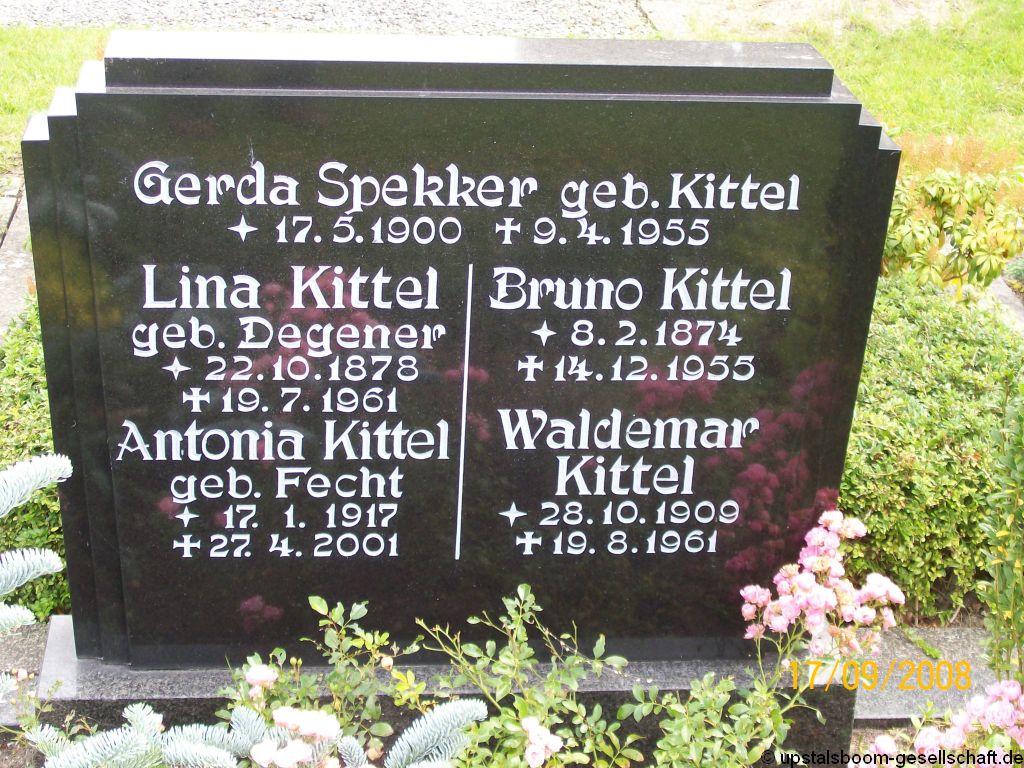 Gerda Spekker geb. Kittel
✦ 17. 5. 1900 ✝ 9. 4. 1955
Lina Kittel
geb. Degener
✦ 22. 10. 1878
✝ 19. 7. 1961
Antonia Kittel
geb. Fecht
✦ 17. 1. 1917
✝ 27. 4. 2001
Bruno Kittel
✦ 8. 2. 1874
✝ 14. 12. 1955
Waldemar
Kittel
✦ 28. 10. 1909
✝ 19. 8. 1961
17/09/2008
© upstalsboom-gesellschaft.de